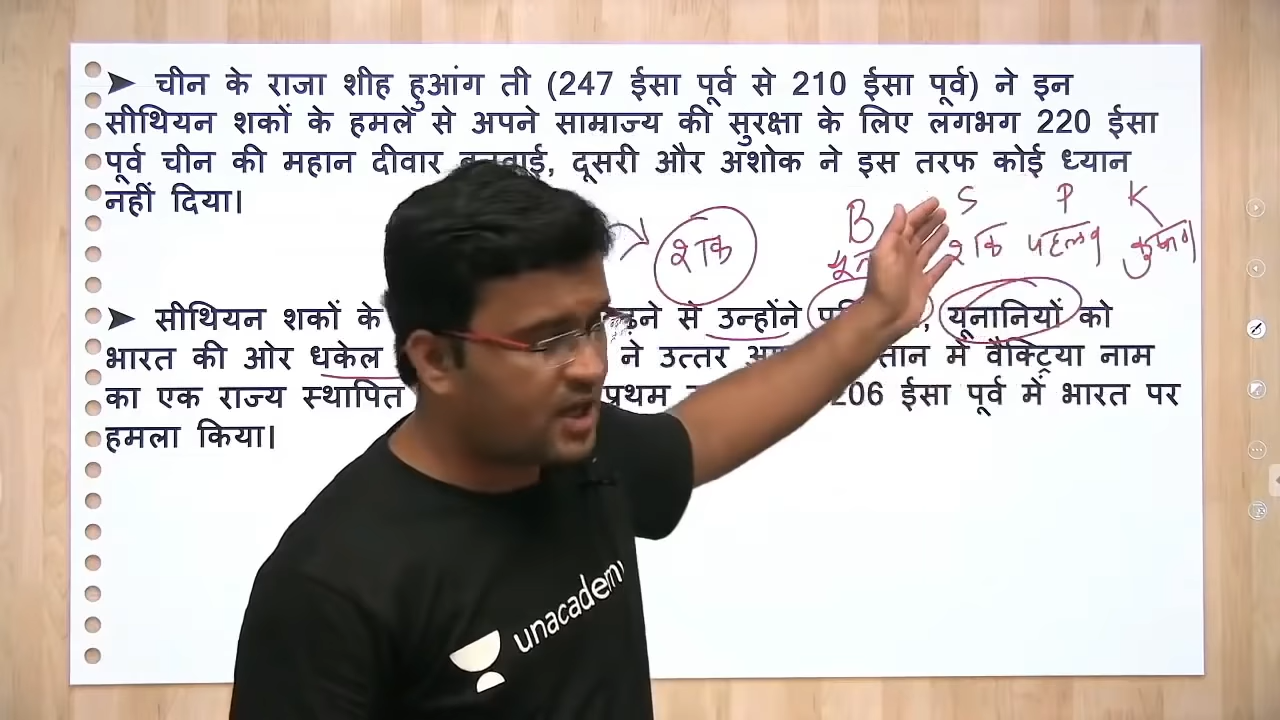 ➤ चीन के राजा शीह हुआंग ती (247 ईसा पूर्व से 210 ईसा पूर्व) ने इन
सीथियन शकों के हमले से अपने साम्राज्य की सुरक्षा के लिए लगभग 220 ईसा
पूर्व चीन की महान दीवार बनवाई, दूसरी और अशोक ने इस तरफ कोई ध्यान
नहीं दिया।
B S P K
शक शक पहलव कुषाण
➤ सीथियन शकों के से उन्होंने यूनानियों को
भारत की ओर धकेल ने उत्तर में वैक्ट्रिया नाम
का एक राज्य स्थापित प्रथम 206 ईसा पूर्व में भारत पर
हमला किया।
unacademy